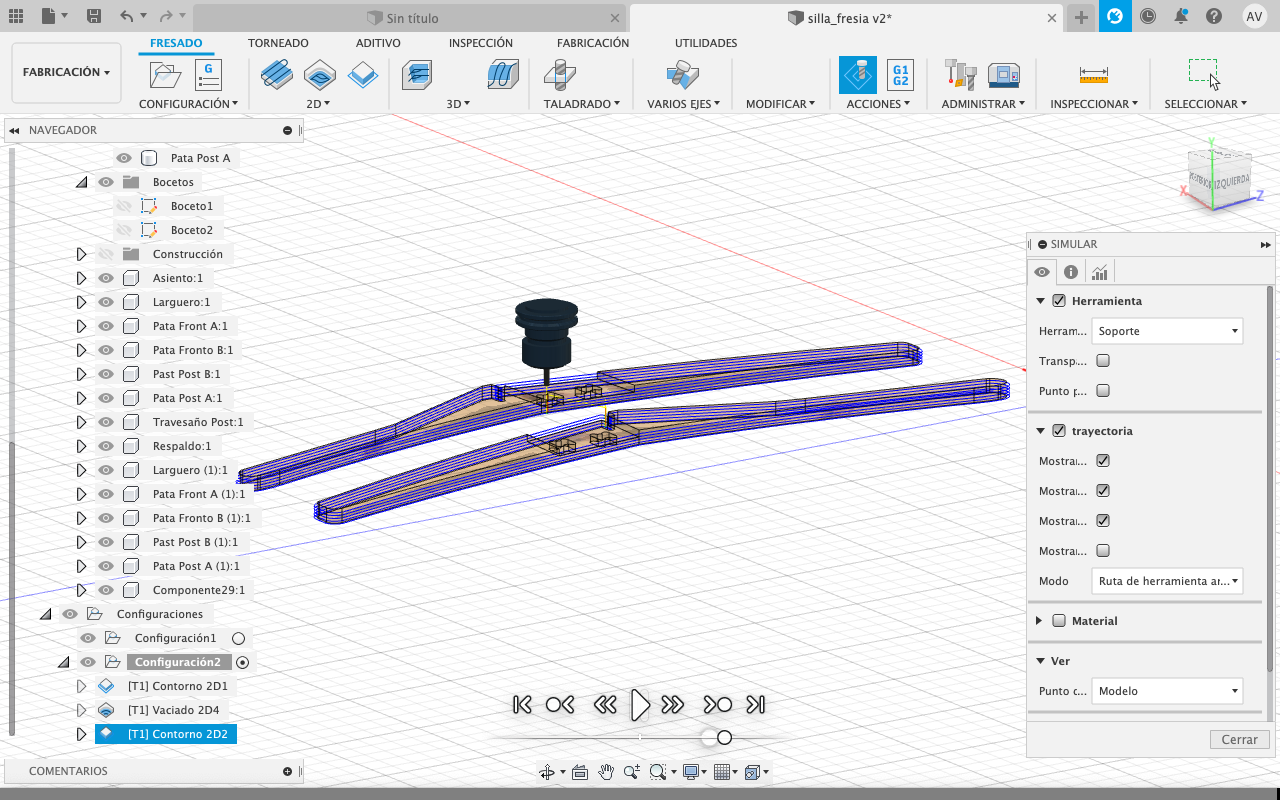 Sin título
silla_fresia v2*
AV
FABRICACIÓN
FRESADO
TORNEADO
ADITIVO
INSPECCIÓN
FABRICACIÓN
UTILIDADES
G
G1
G2
CONFIGURACIÓN
2D
3D
TALADRADO
VARIOS EJES
MODIFICAR
ACCIONES
ADMINISTRAR
INSPECCIONAR
SELECCIONAR
NAVEGADOR
Pata Post A
Bocetos
Boceto1
Boceto2
Construcción
Asiento:1
Larguero:1
Pata Front A:1
Pata Fronto B:1
Past Post B:1
Pata Post A:1
Travesaño Post:1
Respaldo:1
Larguero (1):1
Pata Front A (1):1
Pata Fronto B (1):1
Past Post B (1):1
Pata Post A (1):1
Componente29:1
Configuraciones
Configuración1
Configuración2
[T1] Contorno 2D1
[T1] Vaciado 2D4
[T1] Contorno 2D2
COMENTARIOS
Y
IZQUIERDA
X
Z
SIMULAR
Herramienta
Herram... Soporte
Transp...
Punto p...
trayectoria
Mostrar...
Mostrar...
Mostrar...
Mostrar...
Modo Ruta de herramienta ar...
Material
Ver
Punto c... Modelo
Cerrar